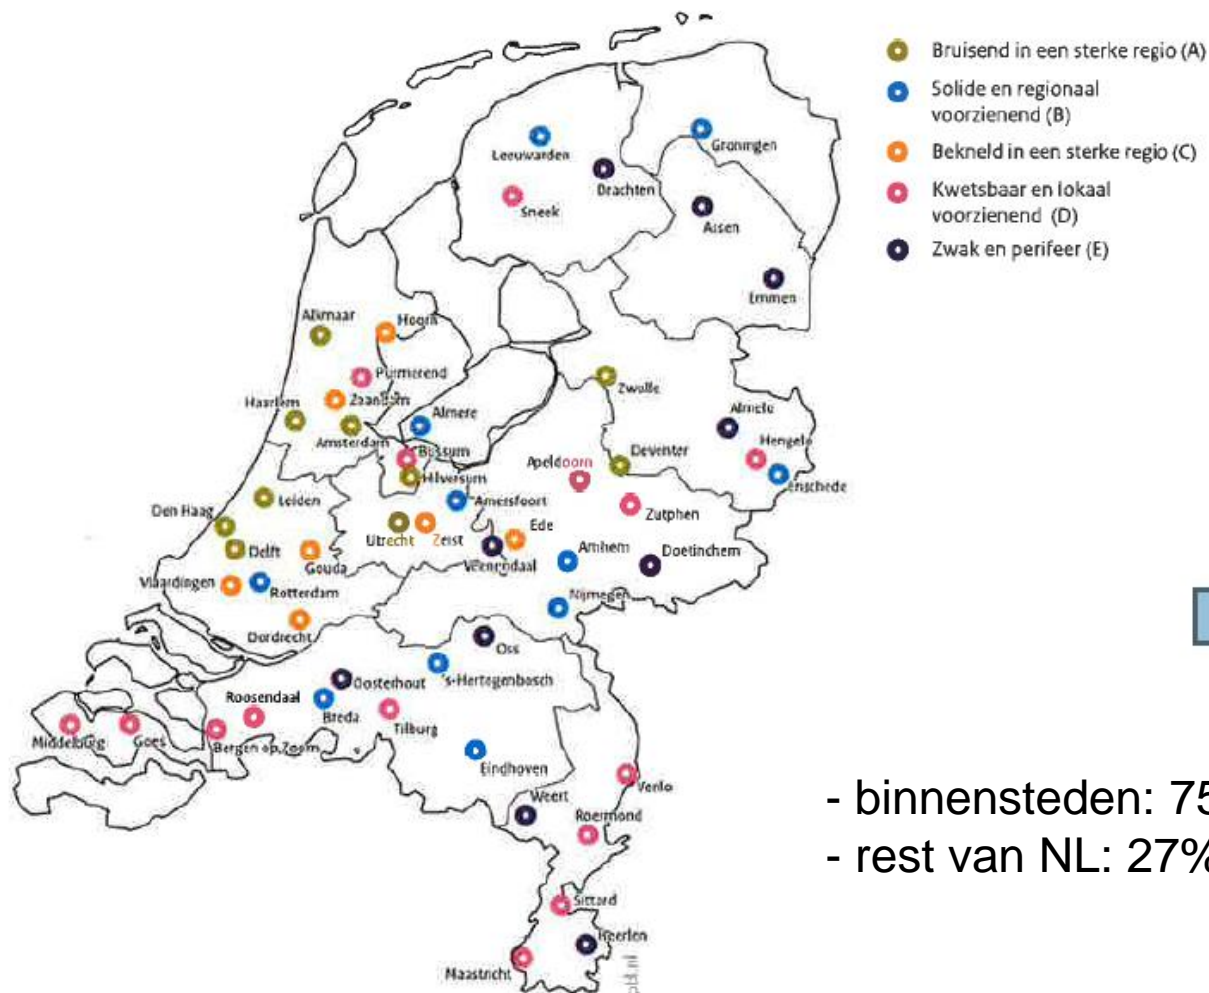 Bruisend in een sterke regio (A)
Solide en regionaal
voorzienend (B)
Bekneld in een sterke regio (C)
Kwetsbaar en lokaal
voorzienend (D)
Zwak en perifeer (E)
Leeuwarden
Groningen
Drachten
Sneek
Assen
Emmen
Alkmaar
Hoorn
Purmerend
Zaandam
Haarlem
Almere
Amsterdam
Bussum
Hilversum
Zwolle
Almelo
Hengelo
Enschede
Deventer
Apeldoorn
Zutphen
Leiden
Amersfoort
Den Haag
Utrecht
Zeist
Ede
Delft
Gouda
Veenendaal
Arnhem
Doetinchem
Vlaardingen
Rotterdam
Nijmegen
Dordrecht
Oss
's-Hertogenbosch
Oosterhout
Roosendaal
Breda
Tilburg
Middelburg
Goes
Bergen op Zoom
Eindhoven
Venlo
Weert
Roermond
Sittard
Heerlen
Maastricht
pbl.nl
- binnensteden: 75
- rest van NL: 27%